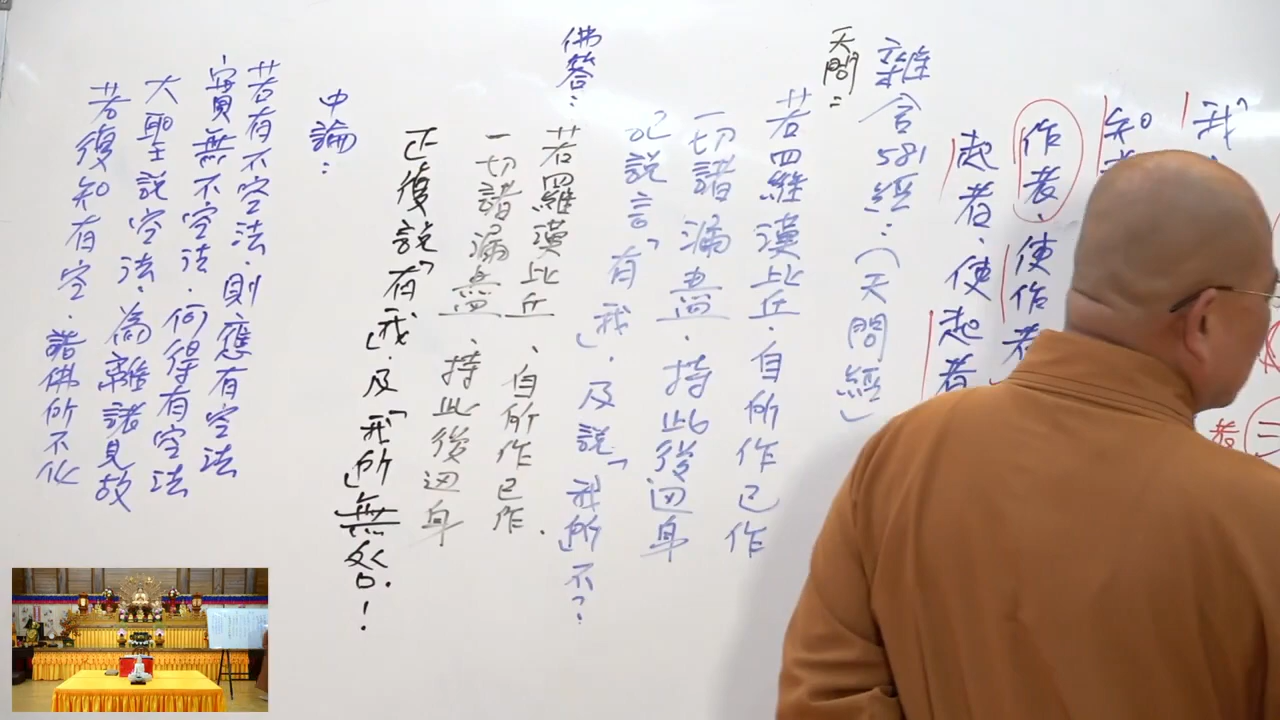 我
知
作者、使作者
起者、使起者
雜含581經：（天問經）
天問：
若羅漢比丘．自所作已作
一切諸漏盡．持此後邊身
記說言「有我」．及說「我所」不？
佛答：
若羅漢比丘、自所作已作．
一切諸漏盡、持此後邊身
正復說「有我」及「我所」無咎．！
中論：
若有不空法．則應有空法
實無不空法．何得有空法
大聖說空法．為離諸見故
若復知有空．諸佛所不化
者 三